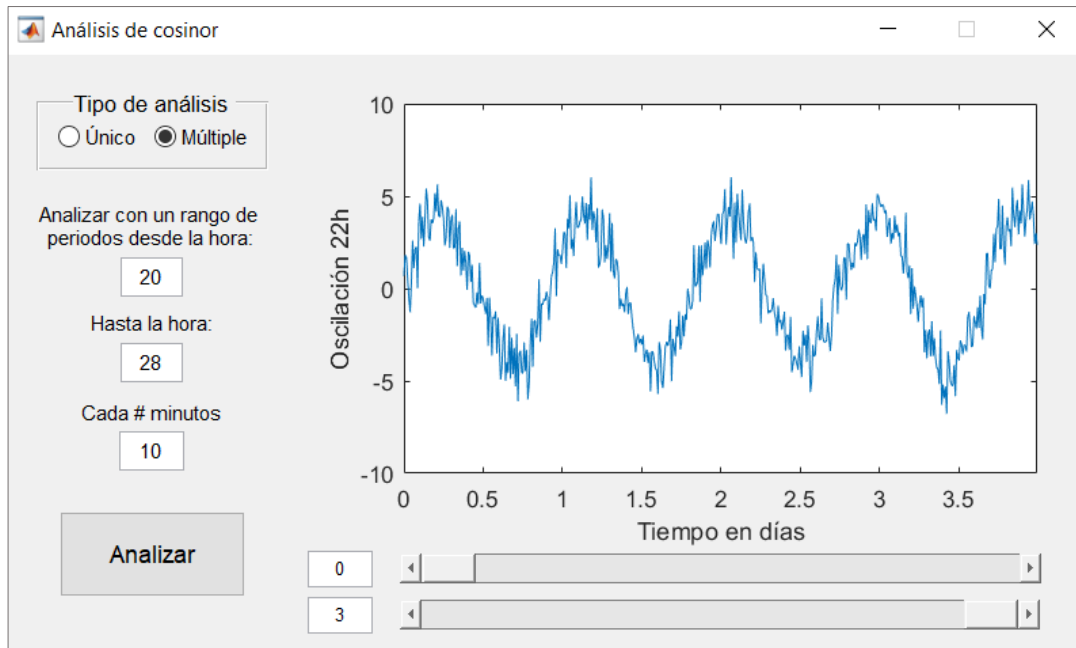 Análisis de cosinor
Tipo de análisis
Único Múltiple
Analizar con un rango de
periodos desde la hora:
20
Hasta la hora:
28
Cada # minutos
10
Analizar
Oscilación 22h
10
5
0
-5
-10
0 0.5 1 1.5 2 2.5 3 3.5
Tiempo en días
0
3